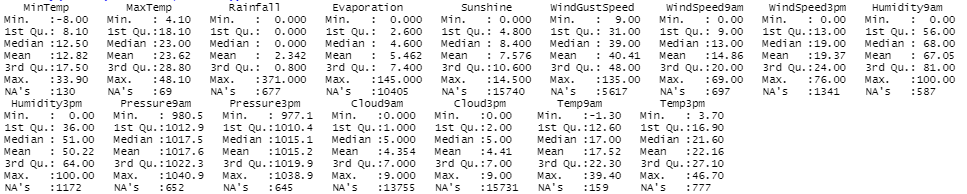 MinTemp MaxTemp Rainfall Evaporation Sunshine WindGustSpeed WindSpeed9am WindSpeed3pm Humidity9am
Min. :-8.00 Min. : 4.10 Min. : 0.000 Min. : 0.000 Min. : 0.000 Min. : 9.00 Min. : 0.00 Min. : 0.00 Min. : 0.00
1st Qu.: 8.10 1st Qu.:18.10 1st Qu.: 0.000 1st Qu.: 2.600 1st Qu.: 4.800 1st Qu.: 31.00 1st Qu.: 9.00 1st Qu.:13.00 1st Qu.: 56.00
Median :12.50 Median :23.00 Median : 0.000 Median : 4.600 Median : 8.400 Median : 39.00 Median :13.00 Median :19.00 Median : 68.00
Mean :12.82 Mean :23.62 Mean : 2.342 Mean : 5.462 Mean : 7.576 Mean : 40.41 Mean :14.86 Mean :19.37 Mean : 67.05
3rd Qu.:17.50 3rd Qu.:28.80 3rd Qu.: 0.800 3rd Qu.: 7.400 3rd Qu.:10.600 3rd Qu.: 48.00 3rd Qu.:20.00 3rd Qu.:24.00 3rd Qu.: 81.00
Max. :33.90 Max. :48.10 Max. :371.000 Max. :145.000 Max. :14.500 Max. :135.00 Max. :69.00 Max. :76.00 Max. :100.00
NA's :130 NA's :69 NA's :677 NA's :10405 NA's :15740 NA's :5617 NA's :697 NA's :1341 NA's :587
Humidity3pm Pressure9am Pressure3pm Cloud9am Cloud3pm Temp9am Temp3pm
Min. : 0.00 Min. : 980.5 Min. : 977.1 Min. :0.000 Min. :0.00 Min. :-1.30 Min. : 3.70
1st Qu.: 36.00 1st Qu.:1012.9 1st Qu.:1010.4 1st Qu.:1.000 1st Qu.:2.00 1st Qu.:12.60 1st Qu.:16.90
Median : 51.00 Median :1017.5 Median :1015.1 Median :5.000 Median :5.00 Median :17.00 Median :21.60
Mean : 50.22 Mean :1017.6 Mean :1015.2 Mean :4.354 Mean :4.41 Mean :17.52 Mean :22.16
3rd Qu.: 64.00 3rd Qu.:1022.3 3rd Qu.:1019.9 3rd Qu.:7.000 3rd Qu.:7.00 3rd Qu.:22.30 3rd Qu.:27.10
Max. :100.00 Max. :1040.9 Max. :1038.9 Max. :9.000 Max. :9.00 Max. :39.40 Max. :46.70
NA's :1172 NA's :652 NA's :645 NA's :13755 NA's :15731 NA's :159 NA's :777